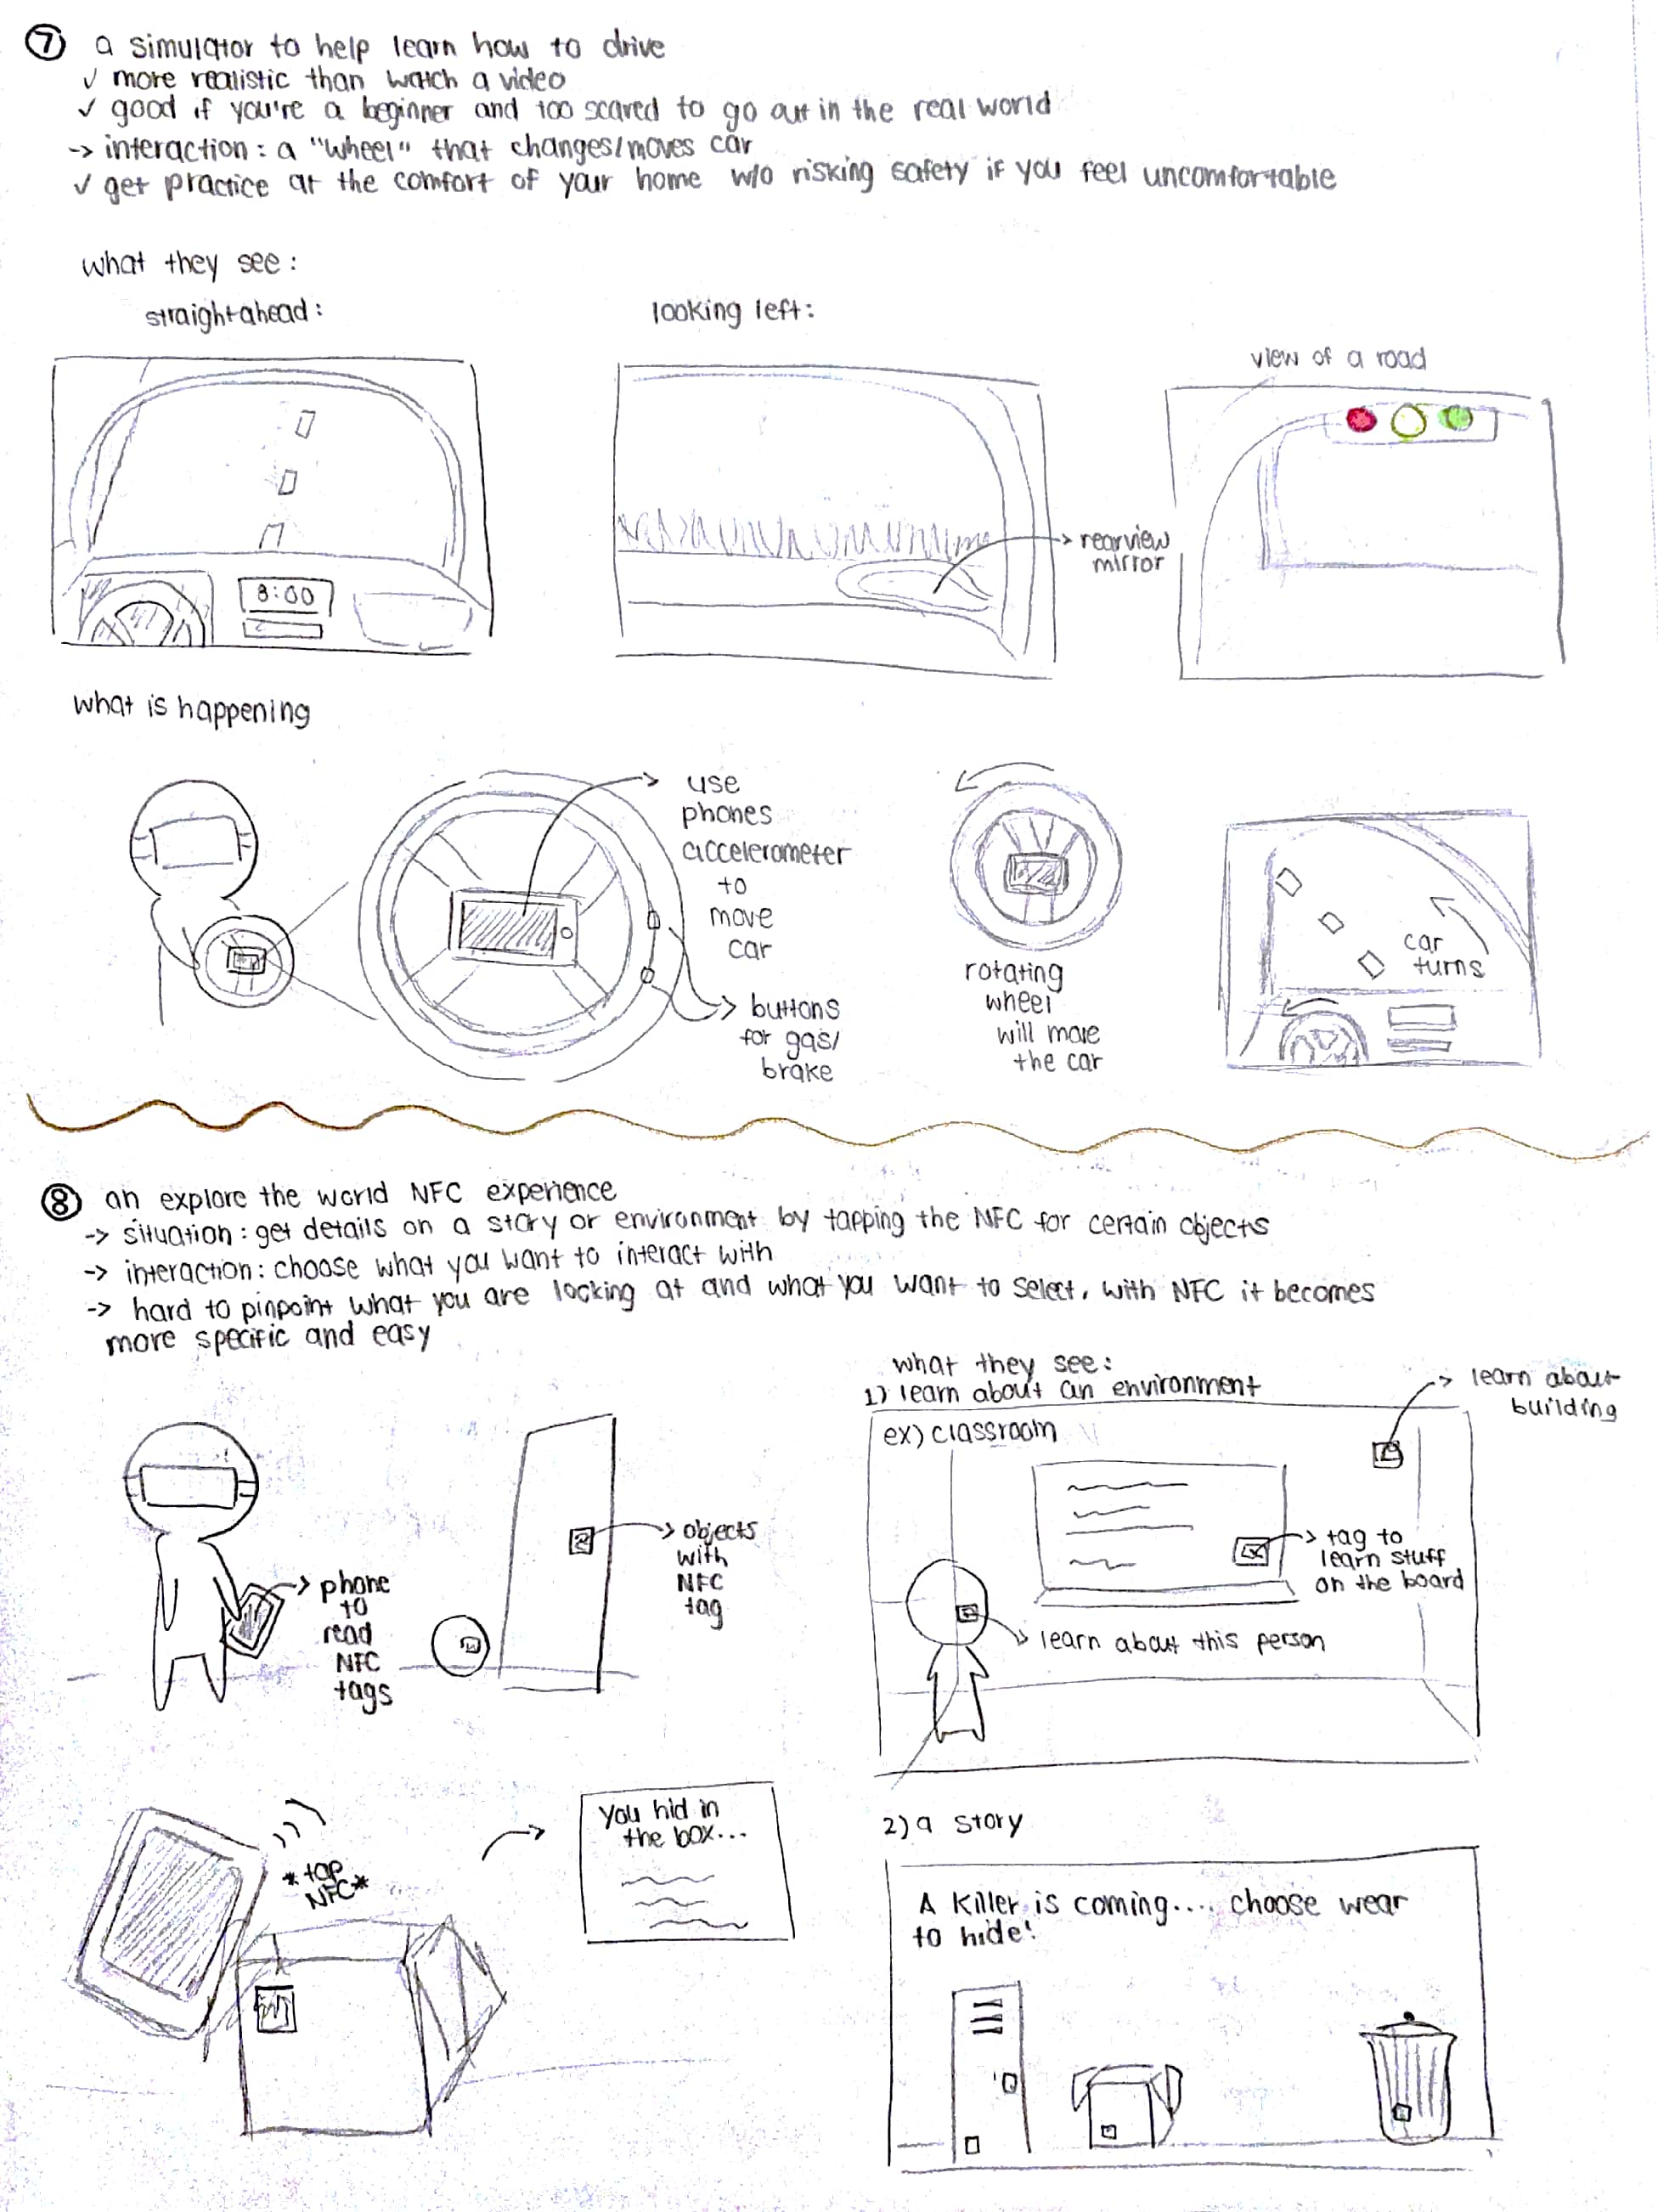 ⑦ a simulator to help learn how to drive
✓ more realistic than watch a video
✓ good if you're a beginner and too scared to go out in the real world
-> interaction: a "wheel" that changes/moves car
✓ get practice at the comfort of your home w/o risking safety if you feel uncomfortable
what they see:
straight ahead:
looking left:
view of a road
8:00
rearview
mirror
what is happening
use
phones
accelerometer
to
move
car
buttons
for gas/
brake
rotating
wheel
will move
the car
car
turns
⑧ an explore the world NFC experience
-> situation: get details on a story or environment by tapping the NFC for certain objects
-> interaction: choose what you want to interact with
-> hard to pinpoint what you are looking at and what you want to select, with NFC it becomes
more specific and easy
phone
to
read
NFC
tags
objects
with
NFC
tag
what they see:
1) learn about an environment
ex) classroom
learn about
building
tag to
learn stuff
on the board
learn about this person
*tap
NFC*
You hid in
the box...
2) a story
A killer is coming.... choose wear
to hide!